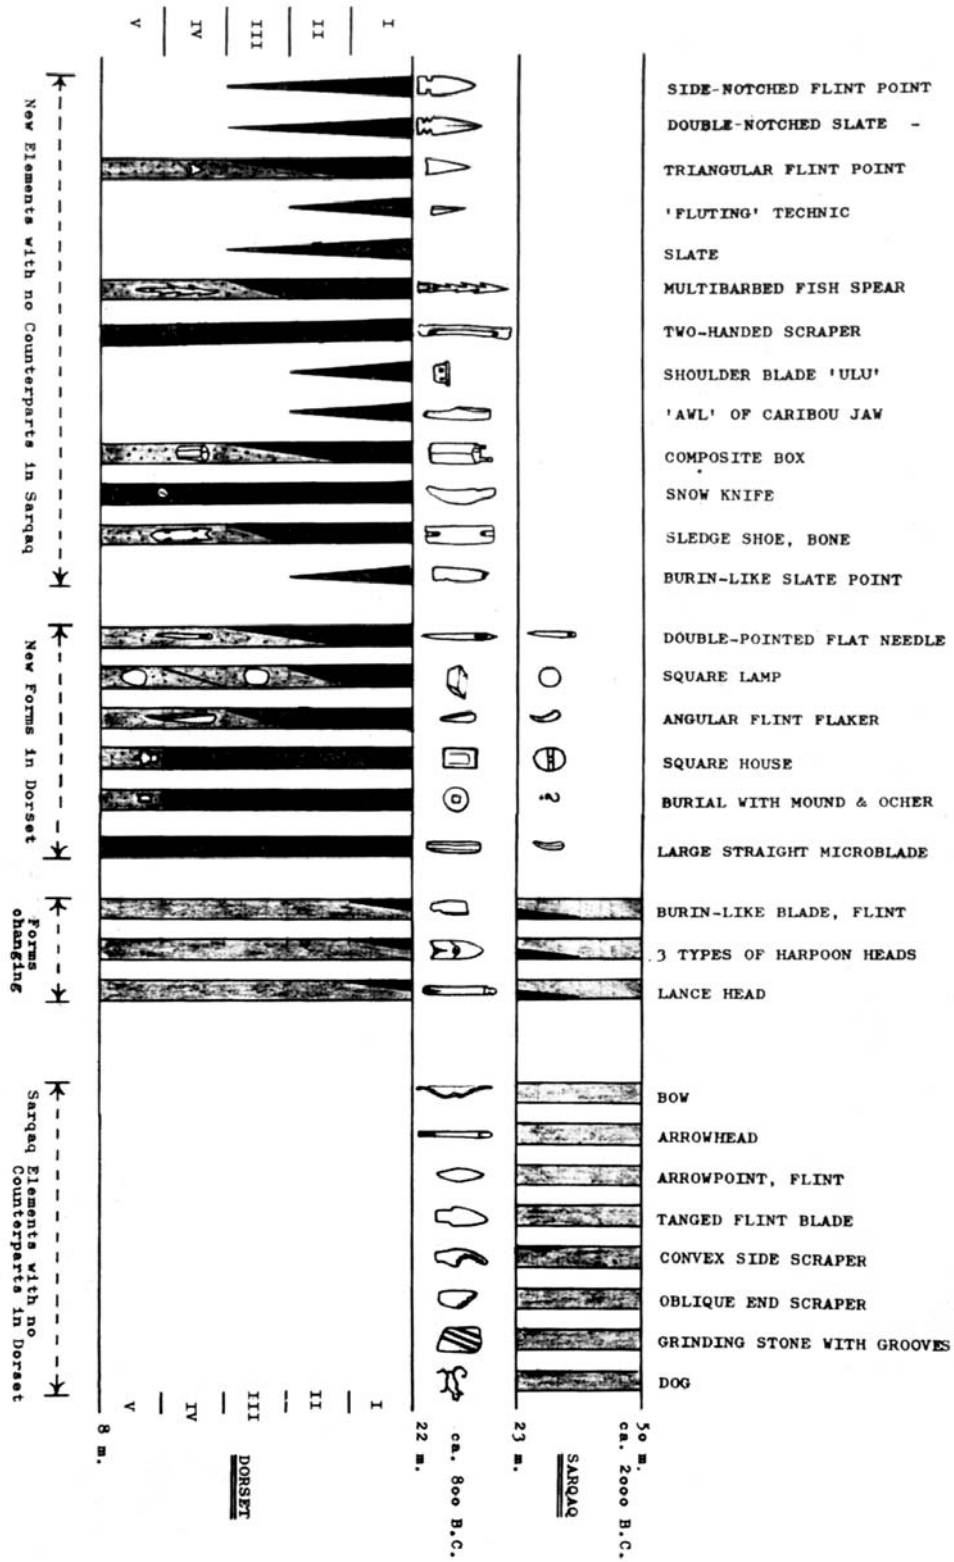 V
IV
III
II
I
New Elements with no Counterparts in Sarqaq
SIDE-NOTCHED FLINT POINT
DOUBLE-NOTCHED SLATE -
TRIANGULAR FLINT POINT
'FLUTING' TECHNIC
SLATE
MULTIBARBED FISH SPEAR
TWO-HANDED SCRAPER
SHOULDER BLADE 'ULU'
'AWL' OF CARIBOU JAW
COMPOSITE BOX
SNOW KNIFE
SLEDGE SHOE, BONE
BURIN-LIKE SLATE POINT
New Forms in Dorset
DOUBLE-POINTED FLAT NEEDLE
SQUARE LAMP
ANGULAR FLINT FLAKER
SQUARE HOUSE
?
BURIAL WITH MOUND & OCHER
LARGE STRAIGHT MICROBLADE
Forms
changing
BURIN-LIKE BLADE, FLINT
3 TYPES OF HARPOON HEADS
LANCE HEAD
Sarqaq Elements with no
Counterparts in Dorset
BOW
ARROWHEAD
ARROWPOINT, FLINT
TANGED FLINT BLADE
CONVEX SIDE SCRAPER
OBLIQUE END SCRAPER
GRINDING STONE WITH GROOVES
DOG
V
IV
III
II
I
8 m.
DORSET
22 m.
ca. 800 B.C.
23 m.
SARQAQ
50 m.
ca. 2000 B.C.